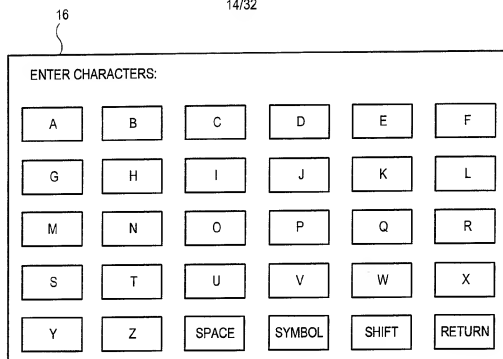 14/32
16
ENTER CHARACTERS:
A B C D E F
G H I J K L
M N O P Q R
S T U V W X
Y Z SPACE SYMBOL SHIFT RETURN